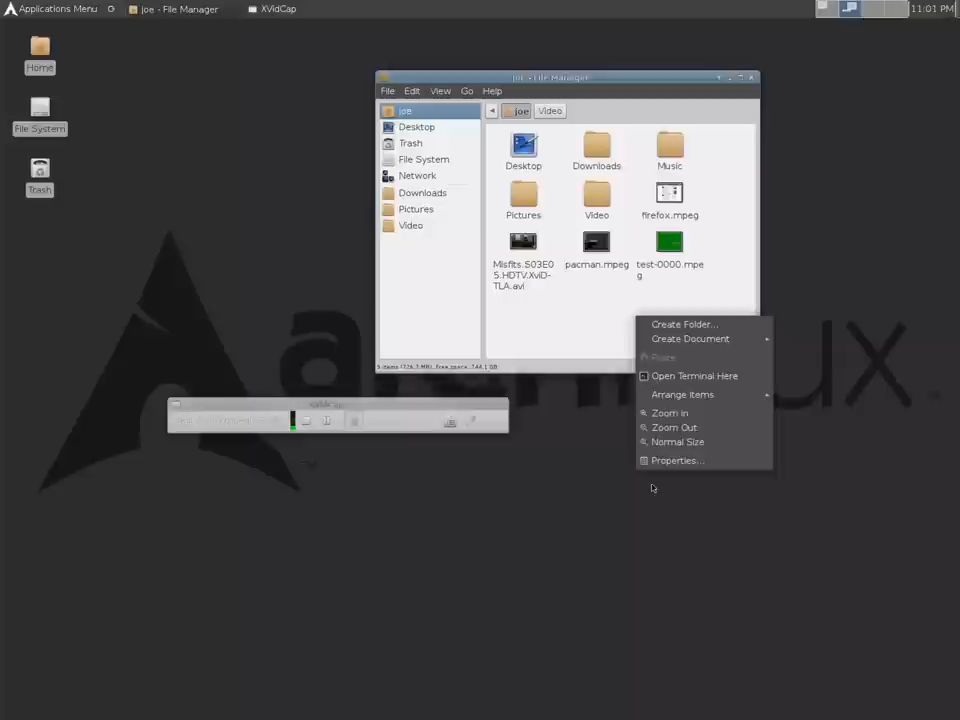 Applications Menu
joe - File Manager
XVidCap
11:01 PM
Home
File System
Trash
joe - File Manager
File Edit View Go Help
joe
Desktop
Trash
File System
Network
Downloads
Pictures
Video
joe Video
Desktop Downloads Music
Pictures Video firefox.mpeg
Misfits.S03E0
5.HDTV.XviD-
TLA.avi
pacman.mpeg
test-0000.mpe
g
Create Folder...
Create Document
Paste
Open Terminal Here
Arrange Items
Zoom In
Zoom Out
Normal Size
Properties...